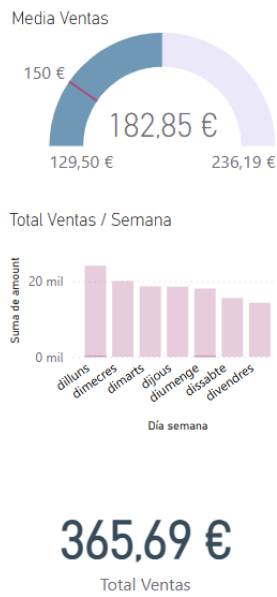 Media Ventas
150 €
182,85 €
129,50 € 236,19 €
Total Ventas / Semana
Suma de amount
20 mil
0 mil
dilluns dimecres dimarts dijous diumenge dissabte divendres
Día semana
365,69 €
Total Ventas